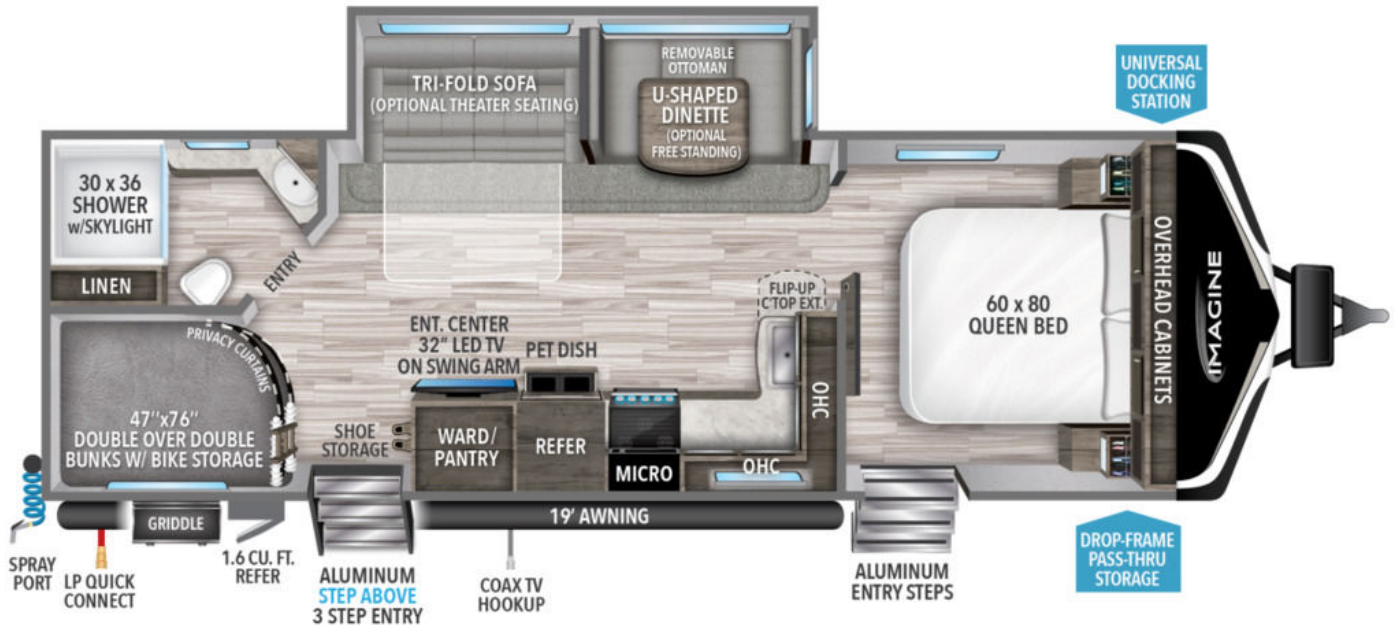 TRI-FOLD SOFA
(OPTIONAL THEATER SEATING)
REMOVABLE
OTTOMAN
U-SHAPED
DINETTE
(OPTIONAL
FREE STANDING)
UNIVERSAL
DOCKING
STATION
30 x 36
SHOWER
w/SKYLIGHT
LINEN
ENTRY
PRIVACY CURTAINS
47"x76"
DOUBLE OVER DOUBLE
BUNKS W/ BIKE STORAGE
ENT. CENTER
32" LED TV
ON SWING ARM
PET DISH
SHOE
STORAGE
WARD/
PANTRY
REFER
MICRO
FLIP-UP
C'TOP EXT.
OHC
OHC
60 x 80
QUEEN BED
OVERHEAD CABINETS
IMAGINE
SPRAY
PORT
LP QUICK
CONNECT
GRIDDLE
1.6 CU. FT.
REFER
19' AWNING
ALUMINUM
STEP ABOVE
3 STEP ENTRY
COAX TV
HOOKUP
ALUMINUM
ENTRY STEPS
DROP-FRAME
PASS-THRU
STORAGE